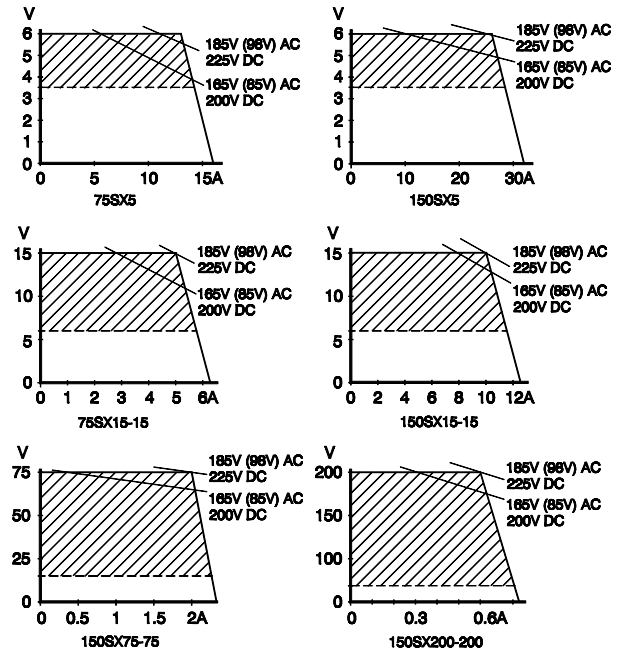 V
6
5
4
3
2
1
0
0 5 10 15A
185V (98V) AC
225V DC
165V (85V) AC
200V DC
75SX5
V
6
5
4
3
2
1
0
0 10 20 30A
185V (98V) AC
225V DC
165V (85V) AC
200V DC
150SX5
V
15
10
5
0
0 1 2 3 4 5 6A
185V (98V) AC
225V DC
165V (85V) AC
200V DC
75SX15-15
V
15
10
5
0
0 2 4 6 8 10 12A
185V (98V) AC
225V DC
165V (85V) AC
200V DC
150SX15-15
V
75
50
25
0
0 0.5 1 1.5 2A
185V (98V) AC
225V DC
165V (85V) AC
200V DC
150SX75-75
V
200
150
100
0
0 0.3 0.6A
185V (98V) AC
225V DC
165V (85V) AC
200V DC
150SX200-200